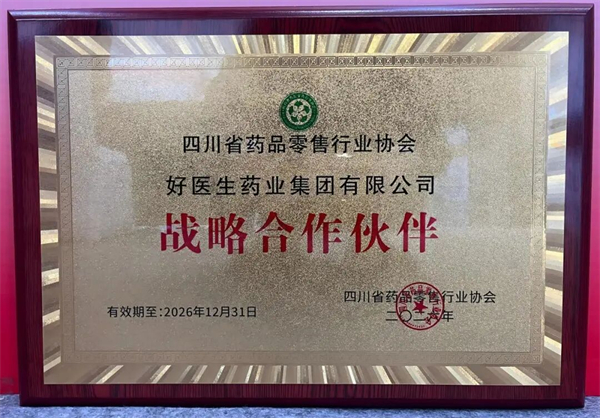 四川省药品零售行业协会
好医生药业集团有限公司
战略合作伙伴
有效期至:2026年12月31日
四川省药品零售行业协会
二〇二 年